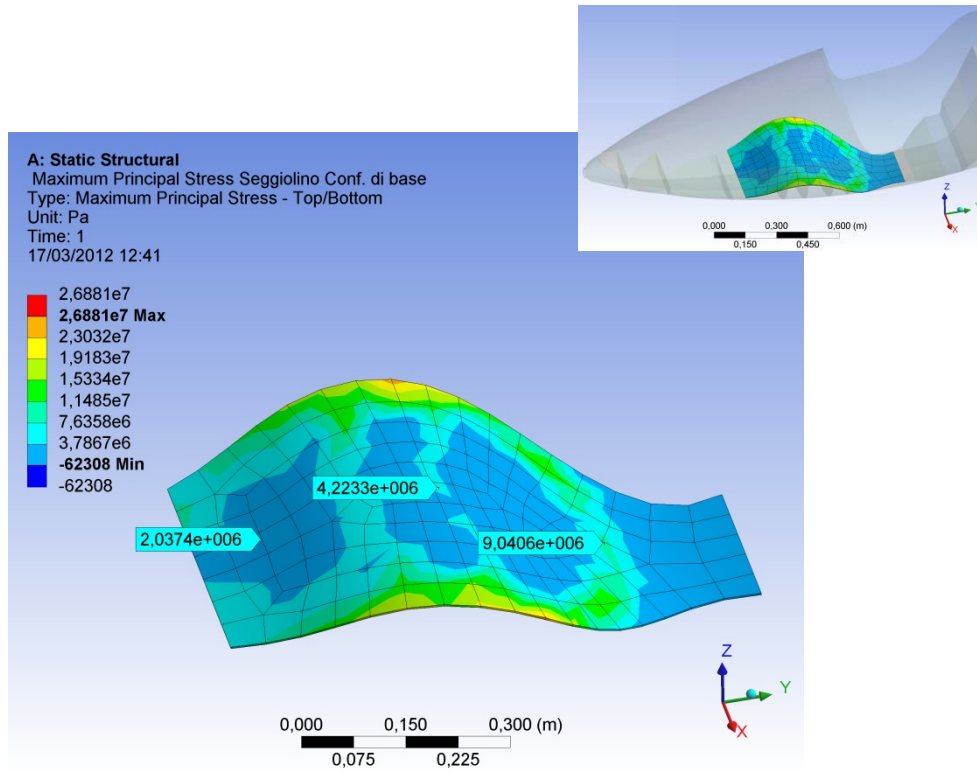 Z
Y
X
0,000 0,300 0,600 (m)
0,150 0,450
A: Static Structural
Maximum Principal Stress Seggiolino Conf. di base
Type: Maximum Principal Stress - Top/Bottom
Unit: Pa
Time: 1
17/03/2012 12:41
2,6881e7
2,6881e7 Max
2,3032e7
1,9183e7
1,5334e7
1,1485e7
7,6358e6
3,7867e6
-62308 Min
-62308
4,2233e+006
2,0374e+006
9,0406e+006
Z
Y
X
0,000 0,150 0,300 (m)
0,075 0,225